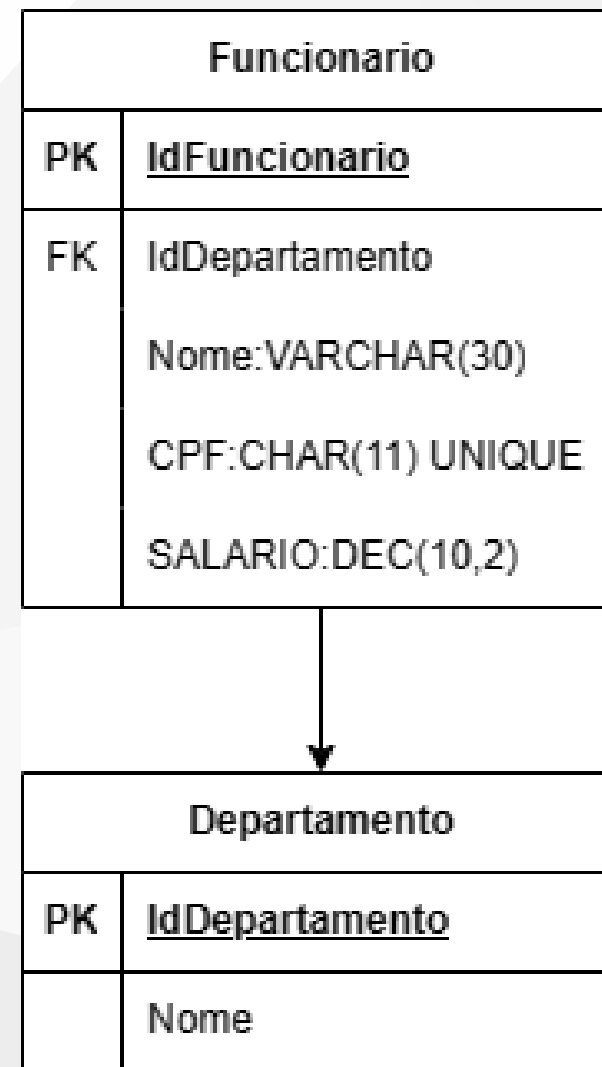 Funcionario
PK IdFuncionario
FK IdDepartamento
Nome:VARCHAR(30)
CPF:CHAR(11) UNIQUE
SALARIO:DEC(10,2)
Departamento
PK IdDepartamento
Nome